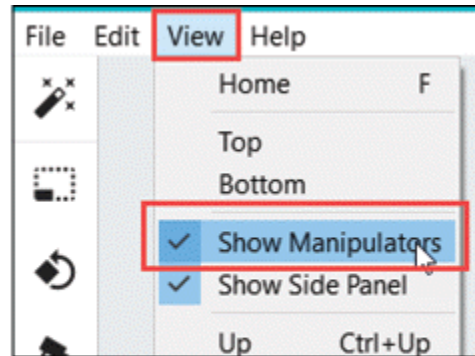 File Edit View Help
Home F
Top
Bottom
Show Manipulators
Show Side Panel
Up Ctrl+Up